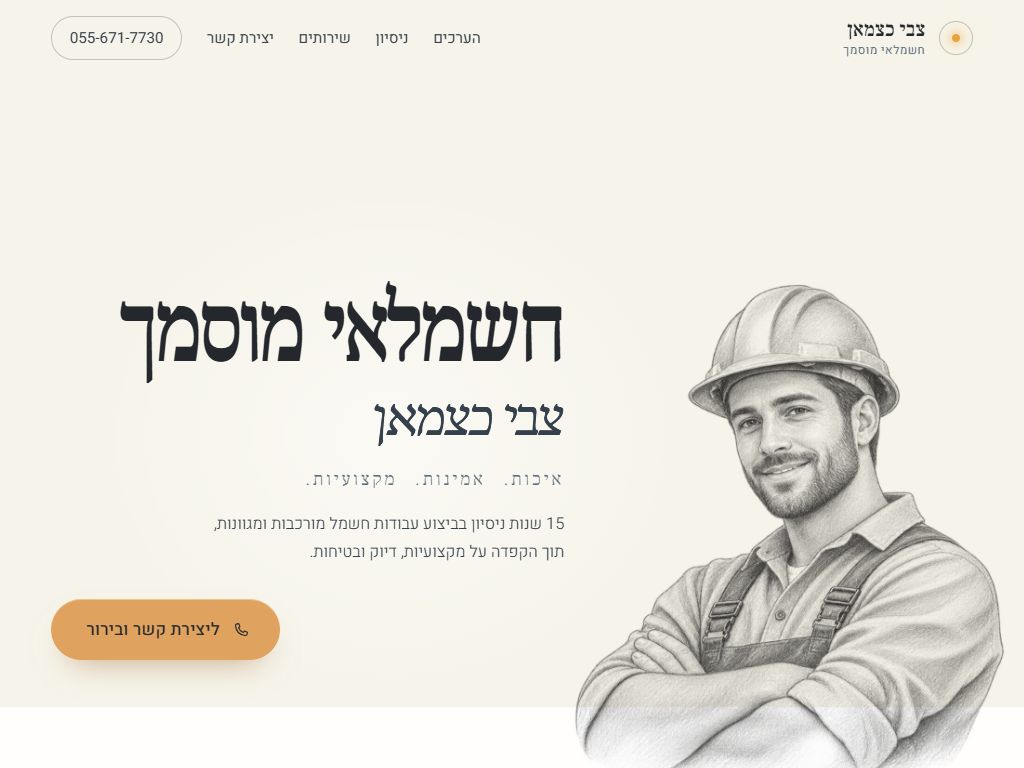 צבי כצמאן
חשמלאי מוסמך
הערכים
ניסיון
שירותים
יצירת קשר
055-671-7730
חשמלאי מוסמך
צבי כצמאן
איכות. אמינות. מקצועיות.
15 שנות ניסיון בביצוע עבודות חשמל מורכבות ומגוונות,
תוך הקפדה על מקצועיות, דיוק ובטיחות.
ליצירת קשר ובירור